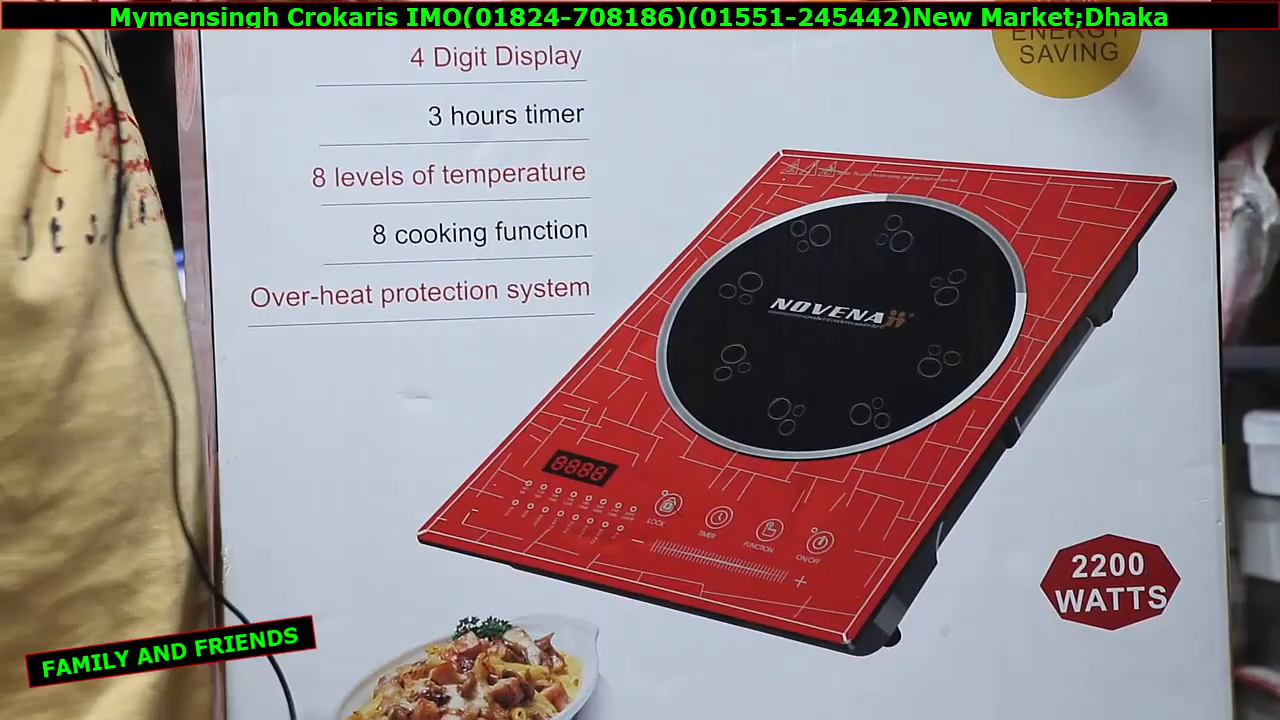 Mymensingh Crokaris IMO(01824-708186)(01551-245442)New Market;Dhaka
ENERGY
SAVING
4 Digit Display
3 hours timer
8 levels of temperature
8 cooking function
Over-heat protection system
NOVENA
8888
LOCK
TIMER
FUNCTION
ON/OFF
2200
WATTS
FAMILY AND FRIENDS